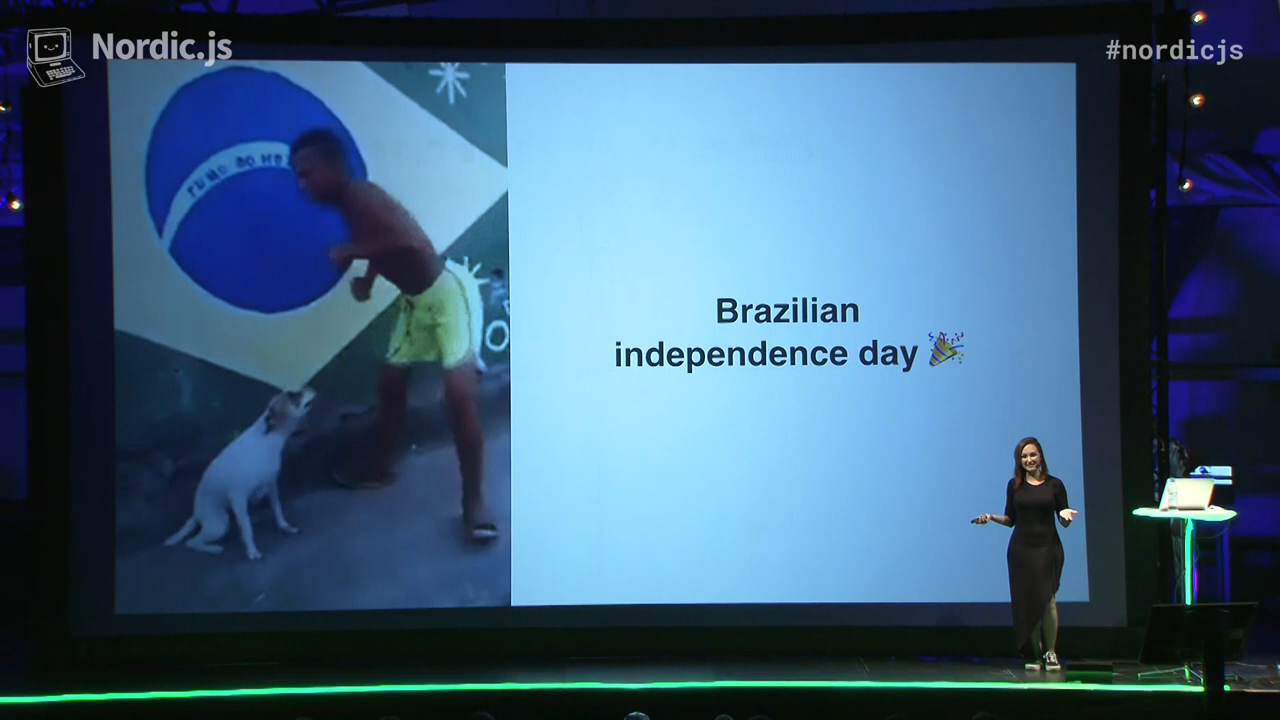 Nordic.js
#nordicjs
Brazilian
independence day 🎉